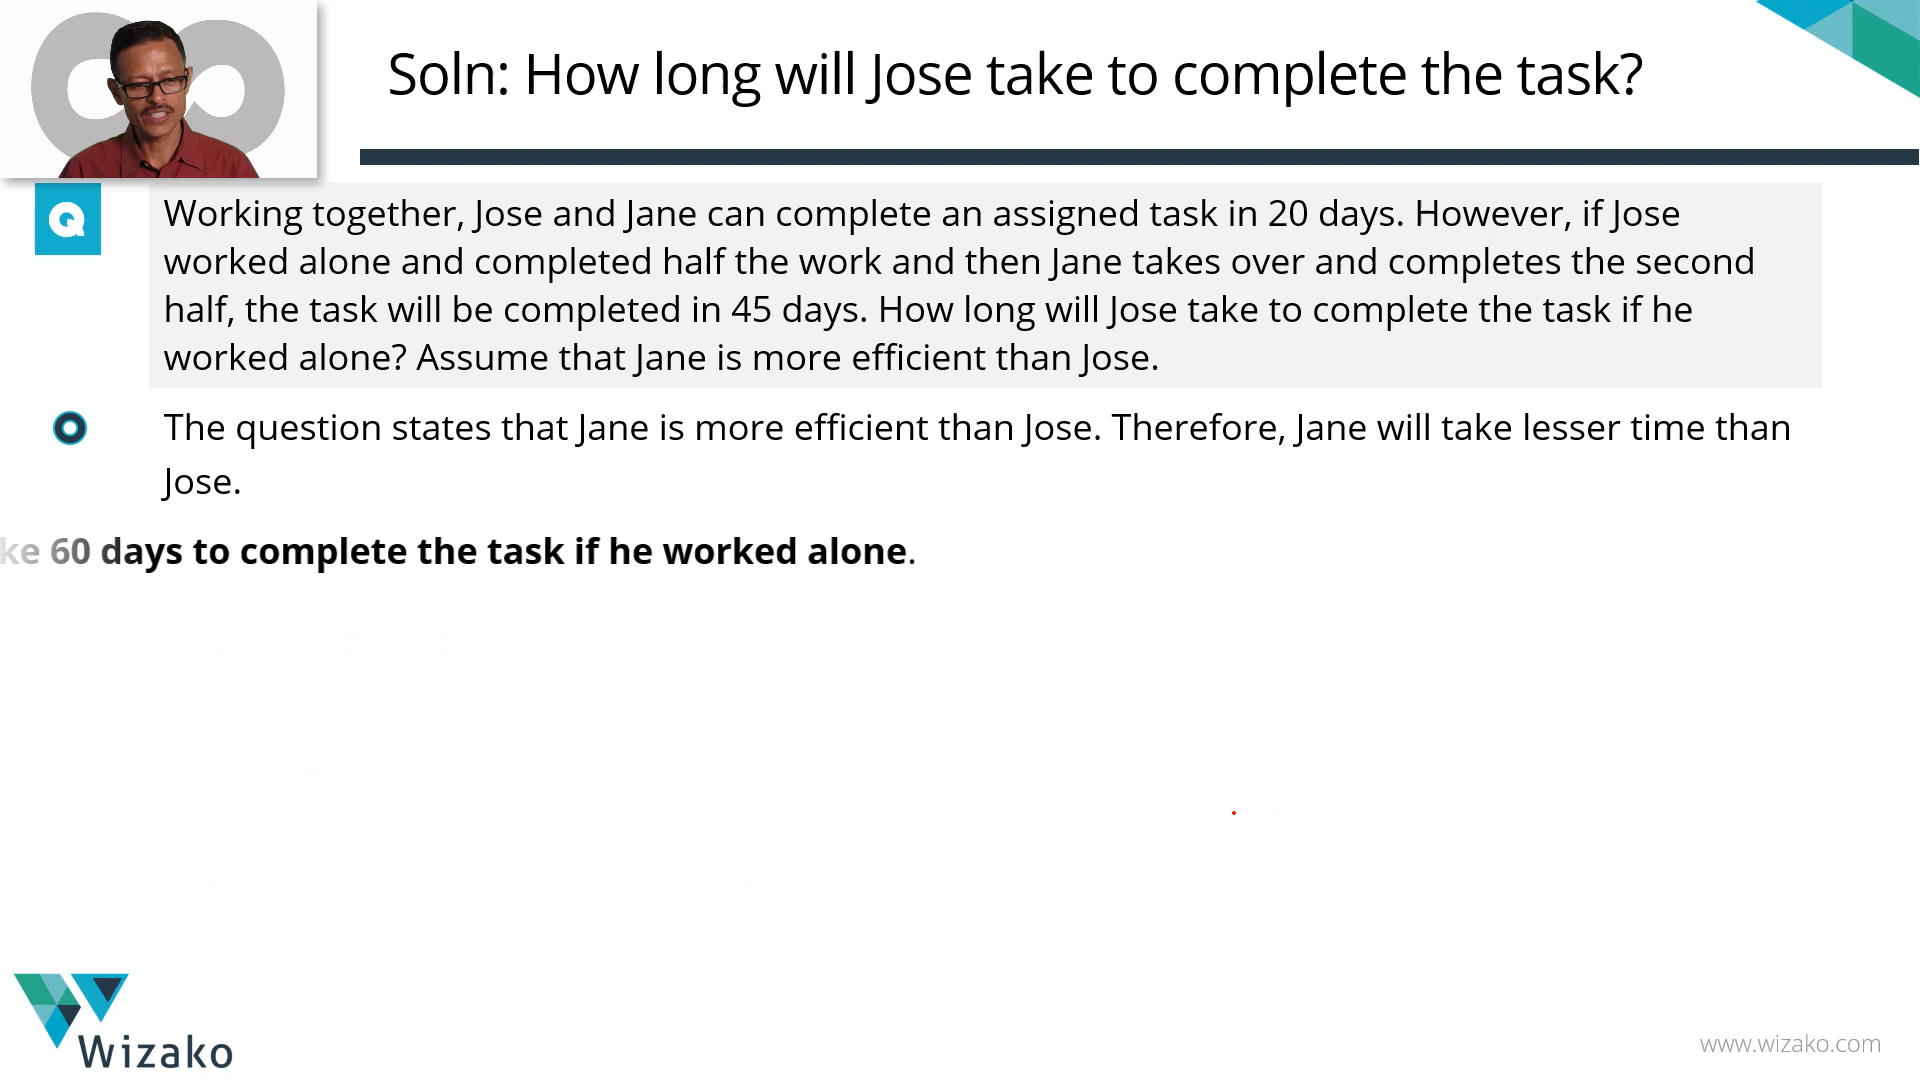 Soln: How long will Jose take to complete the task?
Q
Working together, Jose and Jane can complete an assigned task in 20 days. However, if Jose
worked alone and completed half the work and then Jane takes over and completes the second
half, the task will be completed in 45 days. How long will Jose take to complete the task if he
worked alone? Assume that Jane is more efficient than Jose.
The question states that Jane is more efficient than Jose. Therefore, Jane will take lesser time than
Jose.
ke 60 days to complete the task if he worked alone.
Wizako
www.wizako.com